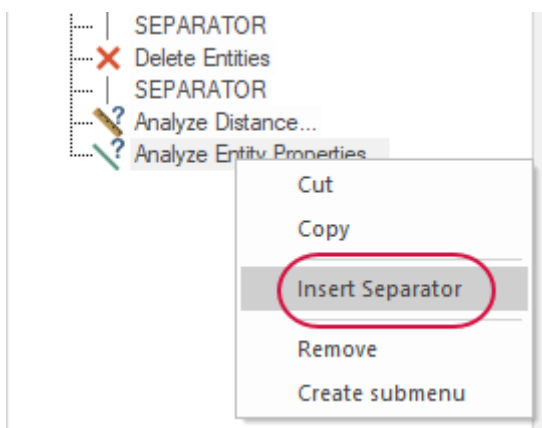 SEPARATOR
Delete Entities
SEPARATOR
Analyze Distance...
Analyze Entity Properties...
Cut
Copy
Insert Separator
Remove
Create submenu